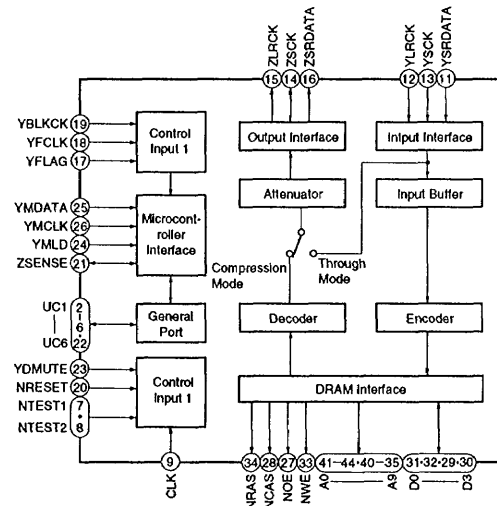 ZLRCK
ZSCK
ZSRDATA
YLRCK
YSCK
YSRDATA
15 14 16
12 13 11
YBLKCK 19
YFCLK 18
YFLAG 17
Control
Input 1
Output Interface
Intput Interface
Attenuator
Input Buffer
YMDATA 25
YMCLK 26
YMLD 24
ZSENSE 21
Microcont-
roller
Interface
Compression
Mode
Through
Mode
UC1 2
6
UC6 22
General
Port
Decoder
Encoder
YDMUTE 23
NRESET 20
NTEST1 7
NTEST2 8
Control
Input 1
DRAM interface
9
34 28 27 33 41-44·40-35 31·32·29·30
CLK
NRAS
NCAS
NOE
NWE
A0
A9
D0
D3